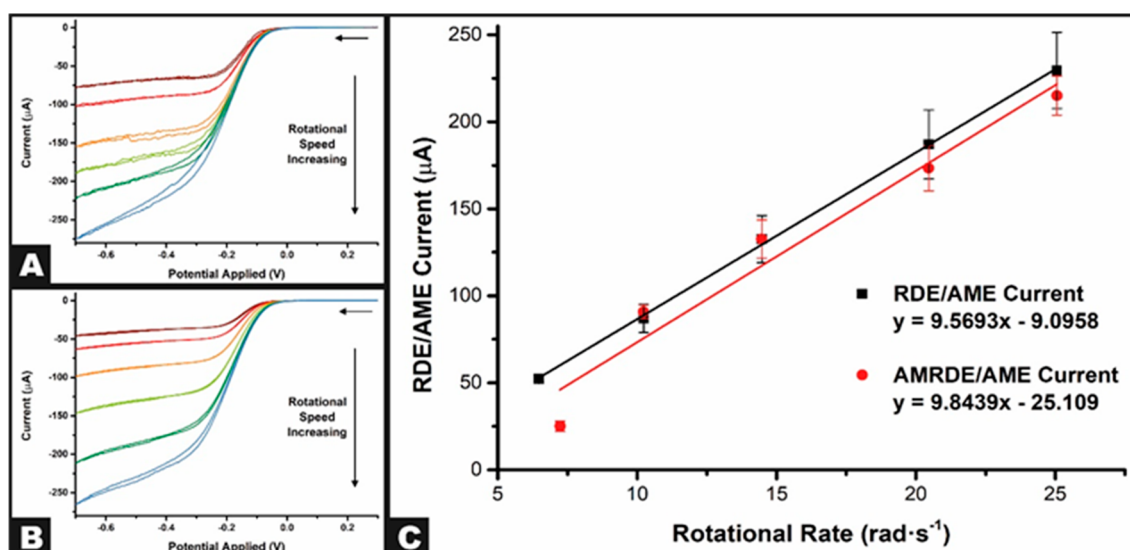 0
-50
-100
-150
-200
-250
Current (µA)
Rotational
Speed
Increasing
-0.6
-0.4
-0.2
0.0
0.2
Potential Applied (V)
A
0
-50
-100
-150
-200
-250
Current (µA)
Rotational
Speed
Increasing
-0.6
-0.4
-0.2
0.0
0.2
Potential Applied (V)
B
250
200
150
100
50
0
RDE/AME Current (µA)
RDE/AME Current
y = 9.5693x - 9.0958
AMRDE/AME Current
y = 9.8439x - 25.109
5
10
15
20
25
Rotational Rate (rad·s⁻¹)
C